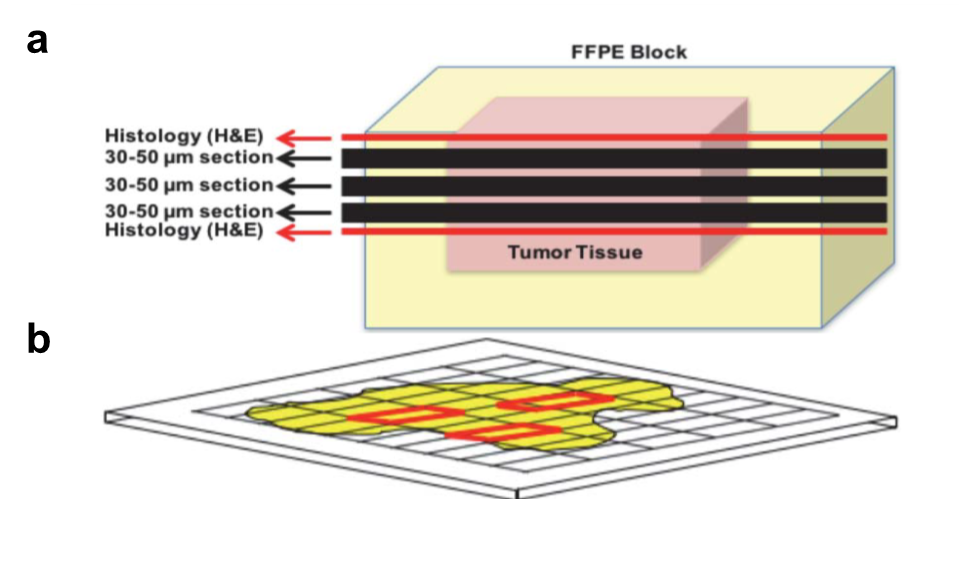 a
FFPE Block
Histology (H&E)
30-50 µm section
30-50 µm section
30-50 µm section
Histology (H&E)
Tumor Tissue
b